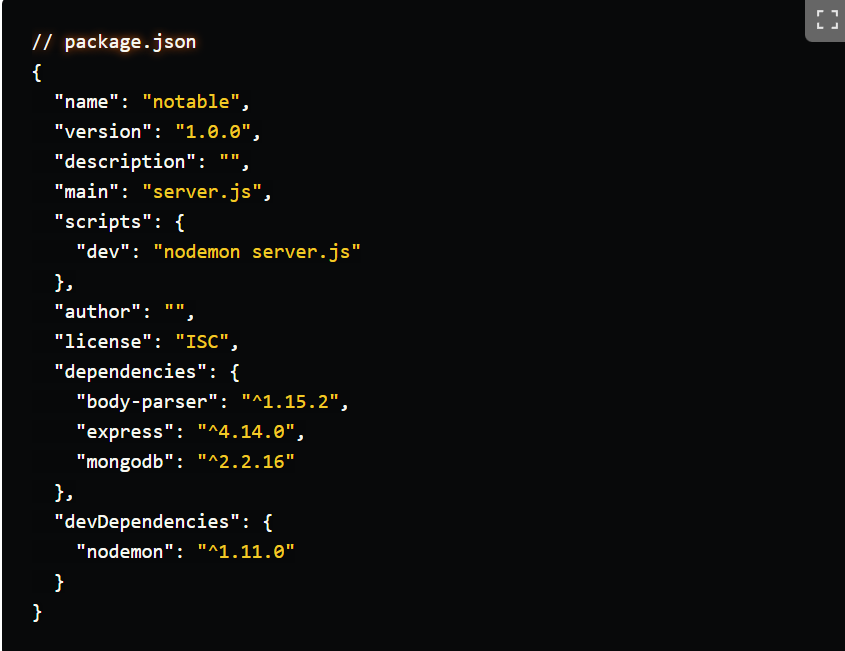 // package.json
{
  "name": "notable",
  "version": "1.0.0",
  "description": "",
  "main": "server.js",
  "scripts": {
    "dev": "nodemon server.js"
  },
  "author": "",
  "license": "ISC",
  "dependencies": {
    "body-parser": "^1.15.2",
    "express": "^4.14.0",
    "mongodb": "^2.2.16"
  },
  "devDependencies": {
    "nodemon": "^1.11.0"
  }
}